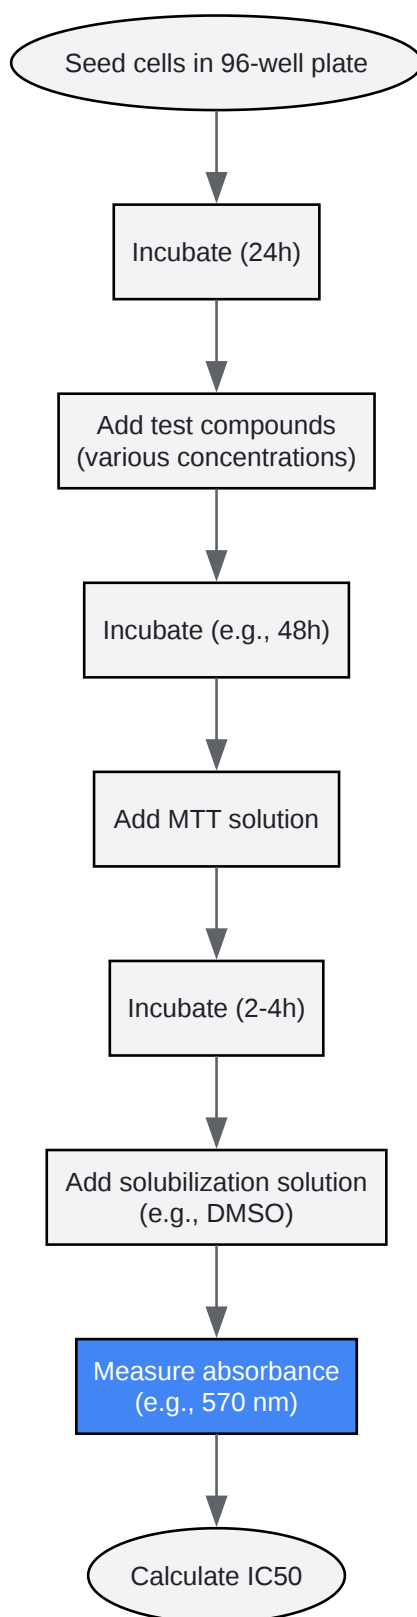 Seed cells in 96-well plate
Incubate (24h)
Add test compounds
(various concentrations)
Incubate (e.g., 48h)
Add MTT solution
Incubate (2-4h)
Add solubilization solution
(e.g., DMSO)
Measure absorbance
(e.g., 570 nm)
Calculate IC50